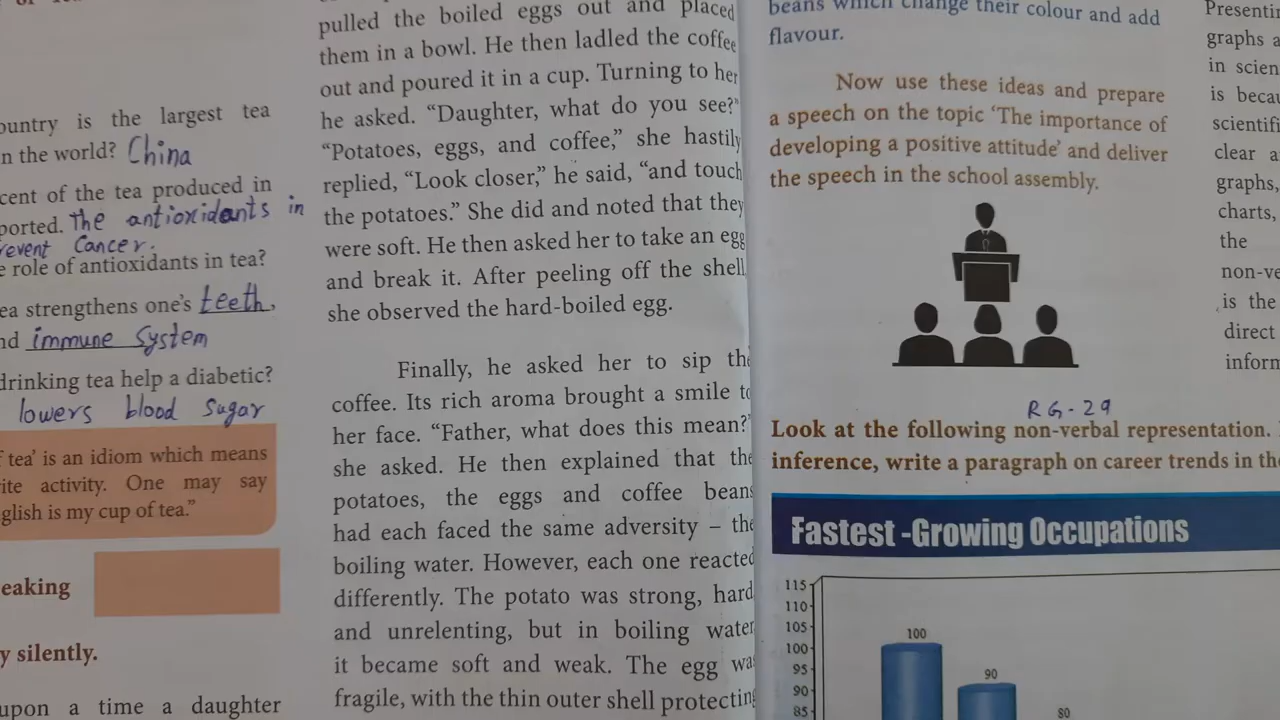 ountry is the largest tea
n the world? China
cent of the tea produced in
ported. The antioxidants in
revent Cancer.
e role of antioxidants in tea?
ea strengthens one's teeth,
nd immune System
drinking tea help a diabetic?
lowers blood Sugar
tea' is an idiom which means
ite activity. One may say
glish is my cup of tea."
eaking
y silently.
upon a time a daughter
pulled the boiled eggs out and placed
them in a bowl. He then ladled the coffee
out and poured it in a cup. Turning to her
he asked. "Daughter, what do you see?"
"Potatoes, eggs, and coffee," she hastily
replied, "Look closer," he said, "and touch
the potatoes." She did and noted that they
were soft. He then asked her to take an egg
and break it. After peeling off the shell
she observed the hard-boiled egg.
Finally, he asked her to sip the
coffee. Its rich aroma brought a smile to
her face. "Father, what does this mean?"
she asked. He then explained that the
potatoes, the eggs and coffee beans
had each faced the same adversity – the
boiling water. However, each one reacted
differently. The potato was strong, hard
and unrelenting, but in boiling water
it became soft and weak. The egg was
fragile, with the thin outer shell protecting
beans which change their colour and add
flavour.
Now use these ideas and prepare
a speech on the topic 'The importance of
developing a positive attitude' and deliver
the speech in the school assembly.
RG-29
Look at the following non-verbal representation.
inference, write a paragraph on career trends in the
Fastest -Growing Occupations
115
110
105
100
95
90
85
100
90
80
Presentin
graphs a
in scien
is becau
scientifi
clear a
graphs,
charts,
the
non-ve
is the
direct
inform